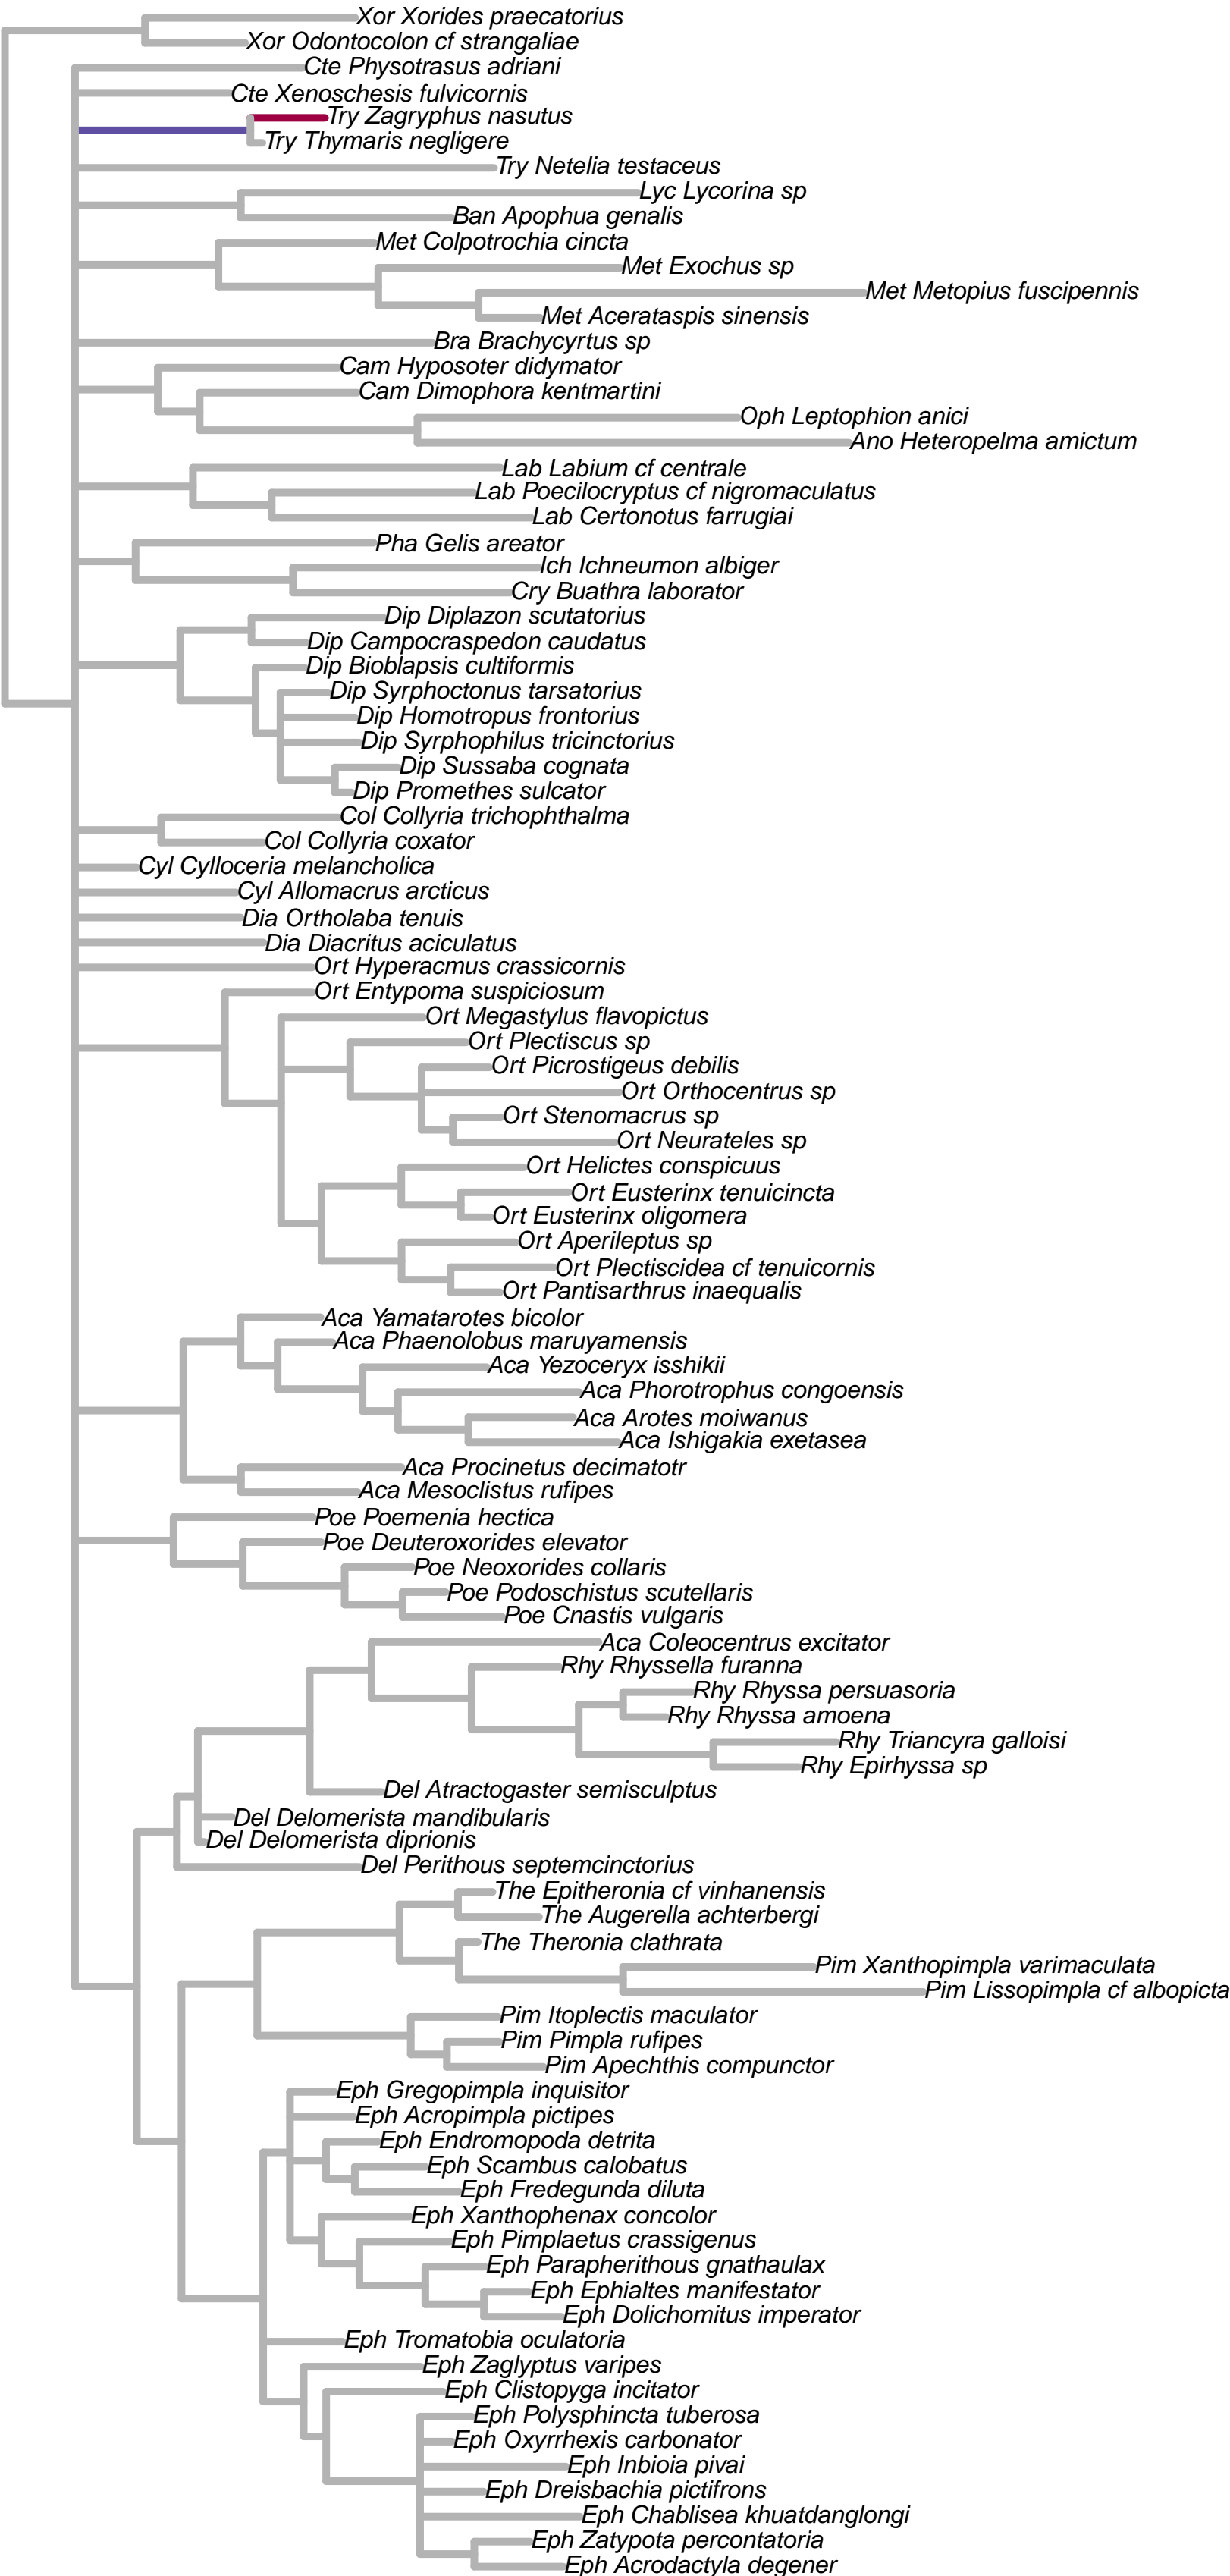 Xor Xorides praecatorius
Xor Odontocolon cf strangaliae
Cte Physotrasus adriani
Cte Xenoschesis fulvicornis
Try Zagryphus nasutus
Try Thymaris negligere
Try Netelia testaceus
Lyc Lycorina sp
Ban Apophua genalis
Met Colpotrochia cincta
Met Exochus sp
Met Metopius fuscipennis
Met Acerataspis sinensis
Bra Brachycyrtus sp
Cam Hyposoter didymator
Cam Dimophora kentmartini
Oph Leptophion anici
Ano Heteropelma amictum
Lab Labium cf centrale
Lab Poecilocryptus cf nigromaculatus
Lab Certonotus farrugiai
Pha Gelis areator
Ich Ichneumon albiger
Cry Buathra laborator
Dip Diplazon scutatorius
Dip Campocraspedon caudatus
Dip Bioblapsis cultiformis
Dip Syrphoctonus tarsatorius
Dip Homotropus frontorius
Dip Syrphophilus tricinctorius
Dip Sussaba cognata
Dip Promethes sulcator
Col Collyria trichophthalma
Col Collyria coxator
Cyl Cylloceria melancholica
Cyl Allomacrus arcticus
Dia Ortholaba tenuis
Dia Diacritus aciculatus
Ort Hyperacmus crassicornis
Ort Entypoma suspiciosum
Ort Megastylus flavopictus
Ort Plectiscus sp
Ort Picrostigeus debilis
Ort Orthocentrus sp
Ort Stenomacrus sp
Ort Neurateles sp
Ort Helictes conspicuus
Ort Eusterinx tenuicincta
Ort Eusterinx oligomera
Ort Aperileptus sp
Ort Plectiscidea cf tenuicornis
Ort Pantisarthrus inaequalis
Aca Yamatarotes bicolor
Aca Phaenolobus maruyamensis
Aca Yezoceryx isshikii
Aca Phorotrophus congoensis
Aca Arotes moiwanus
Aca Ishigakia exetasea
Aca Procinetus decimatotr
Aca Mesoclistus rufipes
Poe Poemenia hectica
Poe Deuteroxorides elevator
Poe Neoxorides collaris
Poe Podoschistus scutellaris
Poe Cnastis vulgaris
Aca Coleocentrus excitator
Rhy Rhyssella furanna
Rhy Rhyssa persuasoria
Rhy Rhyssa amoena
Rhy Triancyra galloisi
Rhy Epirhyssa sp
Del Atractogaster semisculptus
Del Delomerista mandibularis
Del Delomerista diprionis
Del Perithous septemcinctorius
The Epitheronia cf vinhanensis
The Augerella achterbergi
The Theronia clathrata
Pim Xanthopimpla varimaculata
Pim Lissopimpla cf albopicta
Pim Itoplectis maculator
Pim Pimpla rufipes
Pim Apechthis compunctor
Eph Gregopimpla inquisitor
Eph Acropimpla pictipes
Eph Endromopoda detrita
Eph Scambus calobatus
Eph Fredegunda diluta
Eph Xanthophenax concolor
Eph Pimplaetus crassigenus
Eph Parapherithous gnathaulax
Eph Ephialtes manifestator
Eph Dolichomitus imperator
Eph Tromatobia oculatoria
Eph Zaglyptus varipes
Eph Clistopyga incitator
Eph Polysphincta tuberosa
Eph Oxyrrhexis carbonator
Eph Inbioia pivai
Eph Dreisbachia pictifrons
Eph Chablisea khuatdanglongi
Eph Zatypota percontatoria
Eph Acrodactyla degener